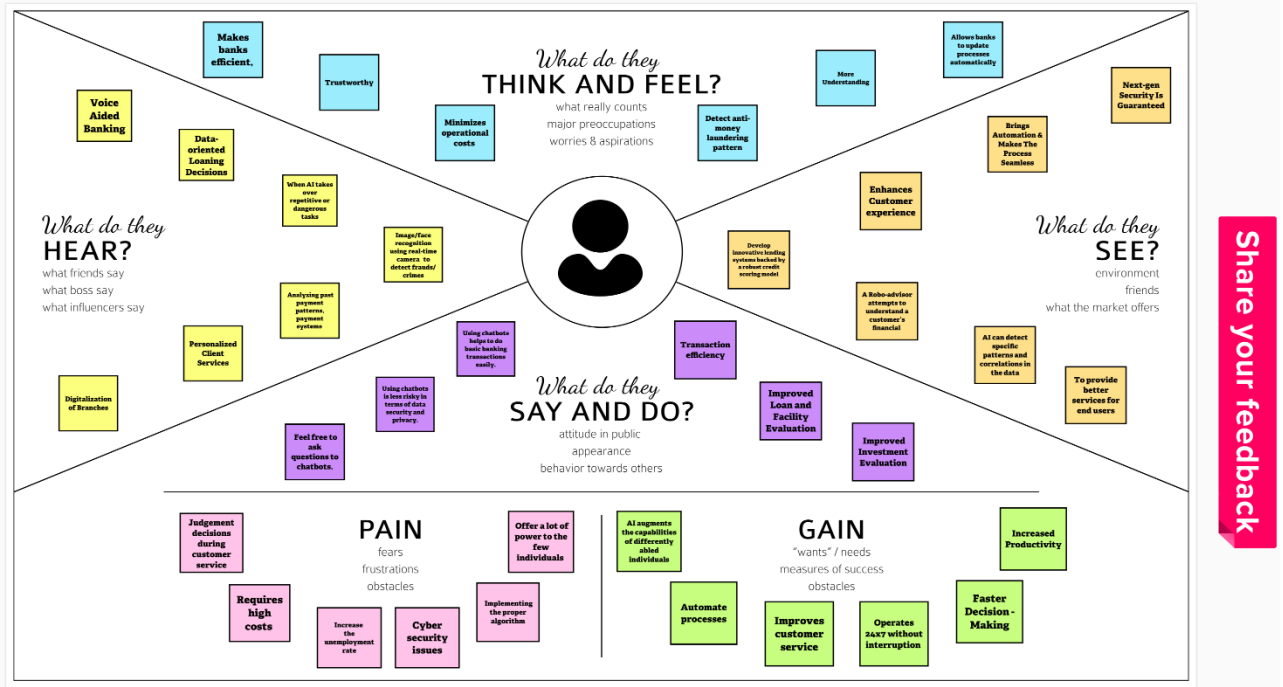 What do they
THINK AND FEEL?
what really counts
major preoccupations
worries & aspirations
Makes
banks
efficient.
Trustworthy
Minimizes
operational
costs
Detect anti-
money
laundering
pattern
More
Understanding
Allows banks
to update
processes
automatically
What do they
HEAR?
what friends say
what boss say
what influencers say
Voice
Aided
Banking
Data-
oriented
Loaning
Decisions
When AI takes
over
repetitive or
dangerous
tasks
Image/face
recognition
using real-time
camera to
detect frauds/
crimes
Analyzing past
payment
patterns,
payment
systems
Personalized
Client
Services
Digitalization
of Branches
What do they
SEE?
environment
friends
what the market offers
Next-gen
Security Is
Guaranteed
Brings
Automation &
Makes The
Process
Seamless
Enhances
Customer
experience
Develop
innovative lending
systems backed by
a robust credit
scoring model
A Robo-advisor
attempts to
understand a
customer's
financial
AI can detect
specific
patterns and
correlations in
the data
To provide
better
services for
end users
What do they
SAY AND DO?
attitude in public
appearance
behavior towards others
Using chatbots
helps to do
basic banking
transactions
easily.
Using chatbots
is less risky in
terms of data
security and
privacy.
Feel free to
ask
questions to
chatbots.
Transaction
efficiency
Improved
Loan and
Facility
Evaluation
Improved
Investment
Evaluation
PAIN
fears
frustrations
obstacles
Judgement
decisions
during
customer
service
Requires
high
costs
Increase
the
unemployment
rate
Cyber
security
issues
Implementing
the proper
algorithm
Offer a lot of
power to the
few
individuals
GAIN
"wants" / needs
measures of success
obstacles
AI augments
the capabilities
of differently
abled
individuals
Automate
processes
Improves
customer
service
Operates
24x7 without
interruption
Faster
Decision-
Making
Increased
Productivity
Share your feedback